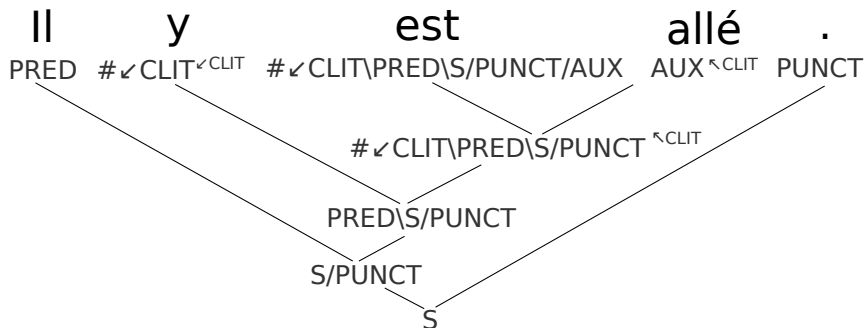 Il y est allé .
PRED #↙CLIT↙CLIT #↙CLIT\PRED\S/PUNCT/AUX AUX↖CLIT PUNCT
#↙CLIT\PRED\S/PUNCT↖CLIT
PRED\S/PUNCT
S/PUNCT
S